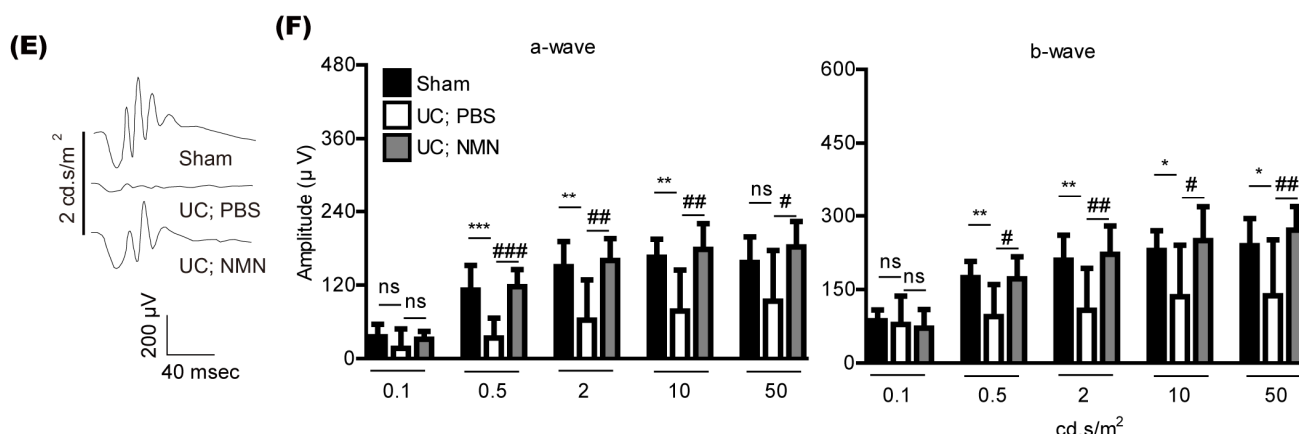 (E)
2 cd.s/m²
Sham
UC; PBS
UC; NMN
200 µV
40 msec
(F)
a-wave
Amplitude (µ V)
480
360
240
120
0
Sham
UC; PBS
UC; NMN
ns ns
*** ###
** ##
** ##
ns #
0.1 0.5 2 10 50
b-wave
600
450
300
150
0
ns ns
** #
** ##
* #
* ##
0.1 0.5 2 10 50
cd.s/m²